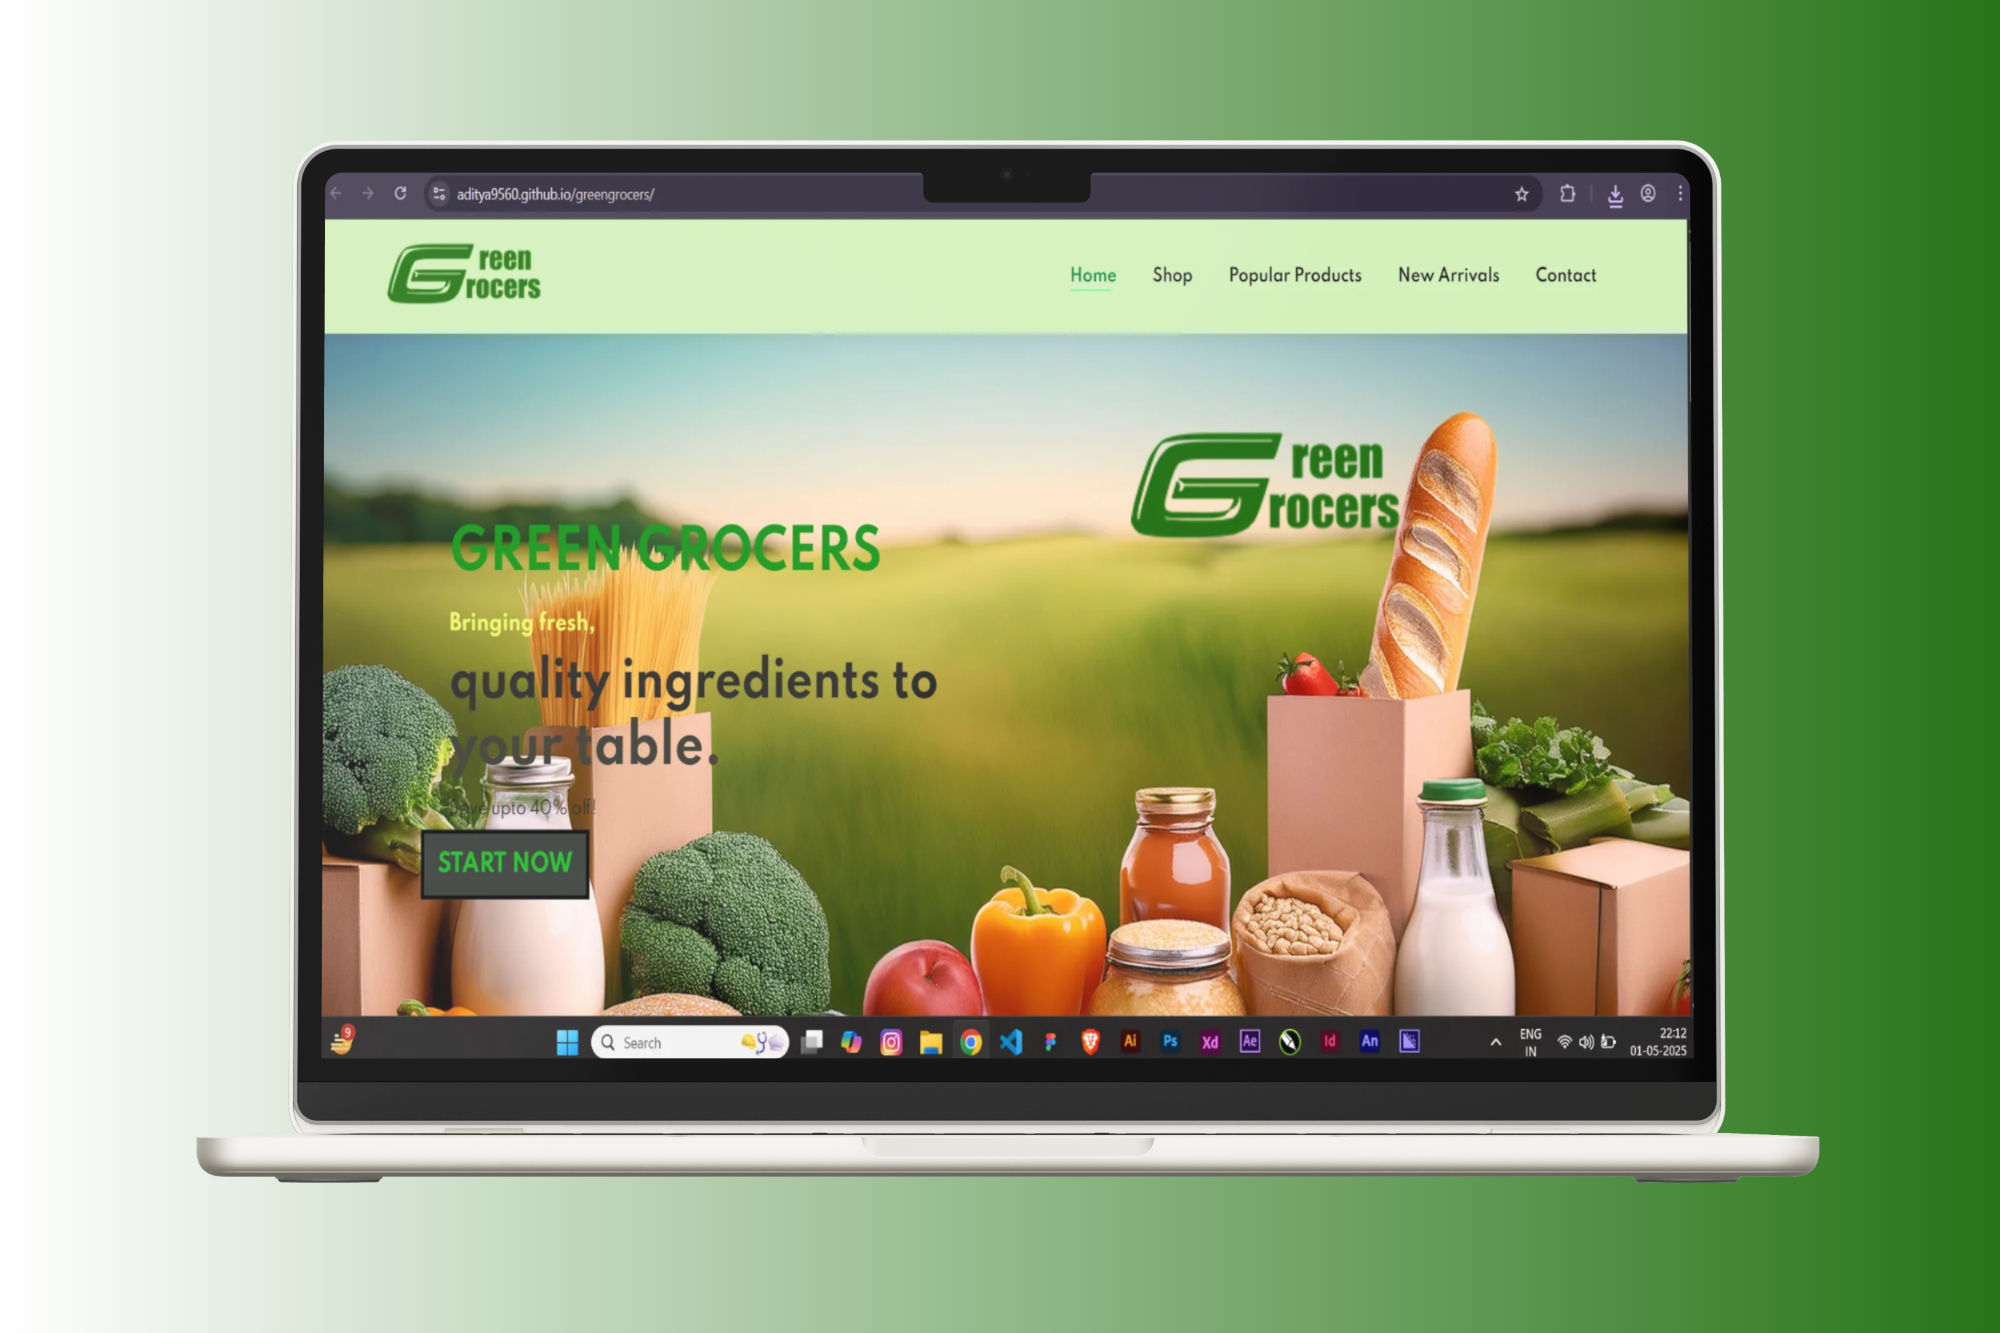 aditya9560.github.io/greengrocers/
Green
Grocers
Home Shop Popular Products New Arrivals Contact
Green
Grocers
GREEN GROCERS
Bringing fresh,
quality ingredients to
your table.
Save upto 40% off!
START NOW
9
Search
Ai Ps Xd Ae Id An
ENG
IN
22:12
01-05-2025